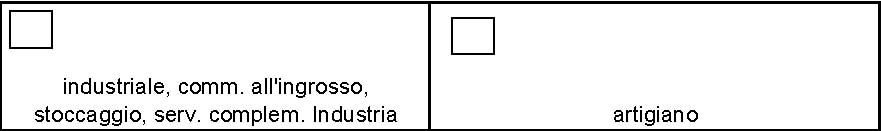 industriale, comm. all'ingrosso,
stoccaggio, serv. complem. Industria
artigiano